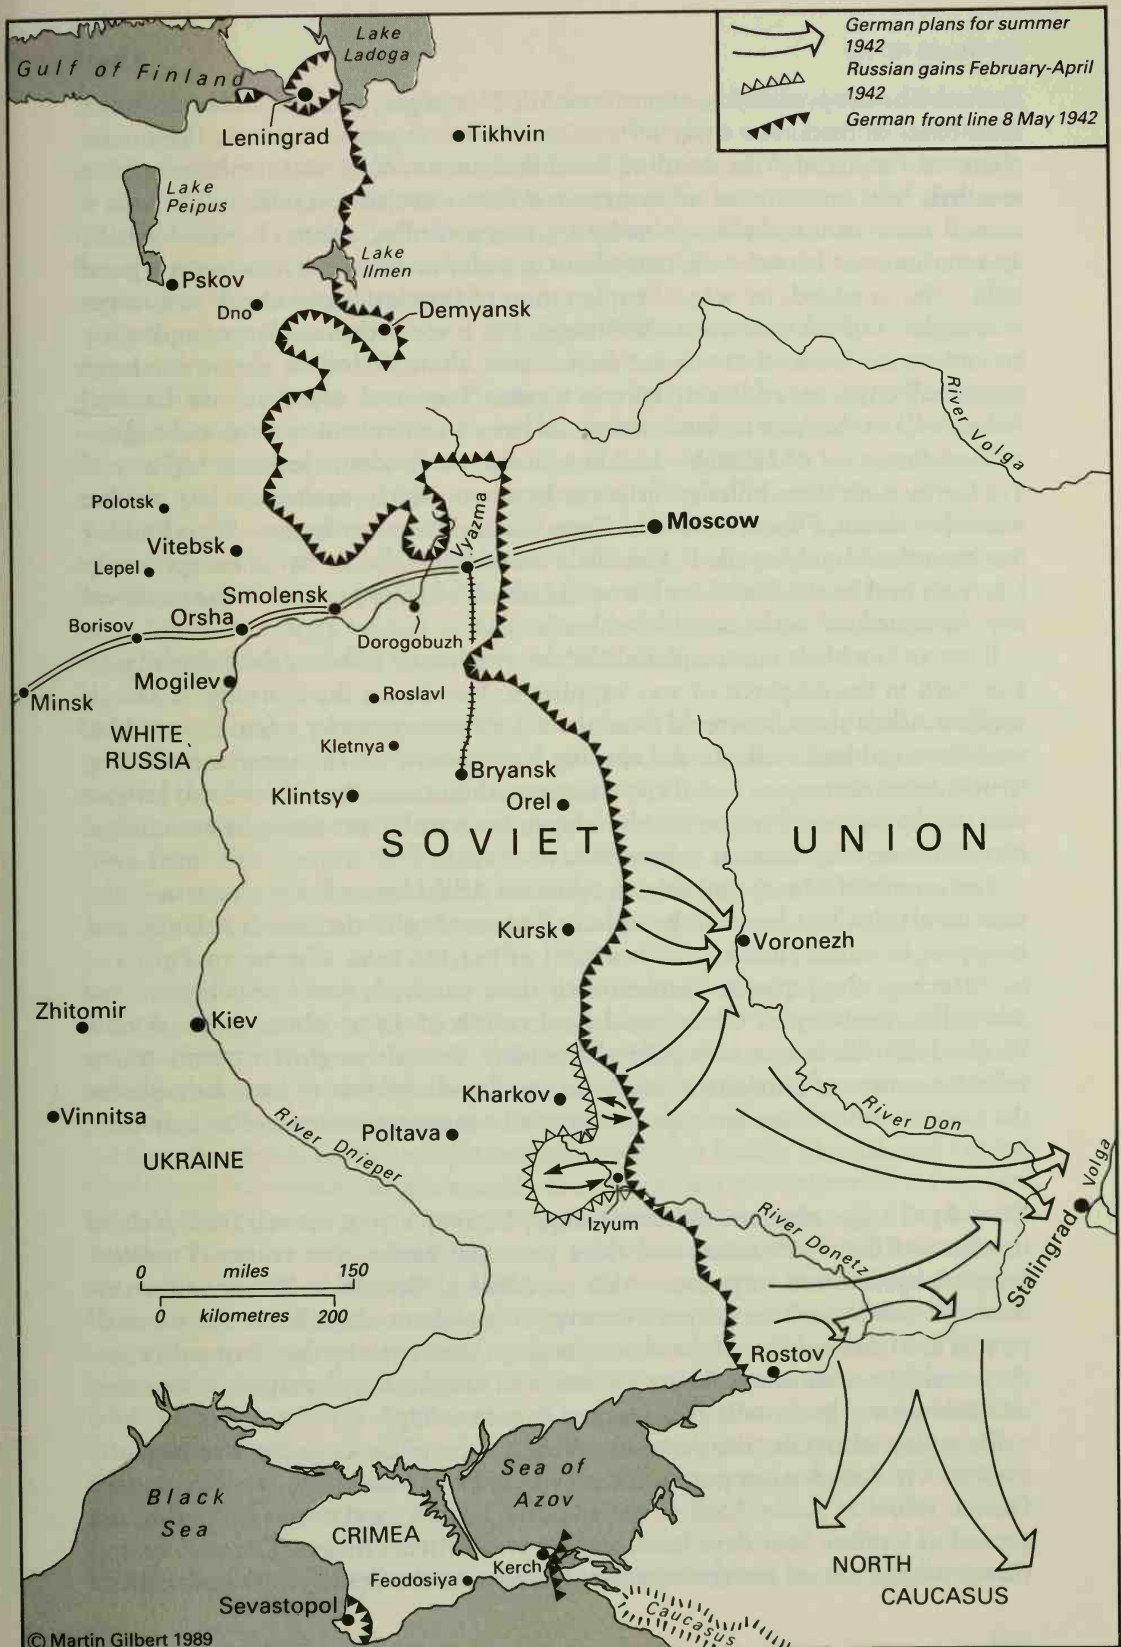 German plans for summer
1942
Russian gains February-April
1942
German front line 8 May 1942
Lake
Ladoga
Gulf of Finland
Leningrad
Tikhvin
Lake
Peipus
Lake
Ilmen
Pskov
Dno
Demyansk
River Volga
Polotsk
Vitebsk
Lepel
Vyazma
Moscow
Smolensk
Orsha
Borisov
Dorogobuzh
Minsk
Mogilev
Roslavl
WHITE
RUSSIA
Kletnya
Bryansk
Klintsy
Orel
SOVIET UNION
Kursk
Voronezh
Zhitomir
Kiev
Kharkov
Vinnitsa
River Dnieper
Poltava
River Don
UKRAINE
Volga
Izyum
River Donetz
Stalingrad
0 miles 150
0 kilometres 200
Rostov
Black
Sea
Sea of
Azov
CRIMEA
Kerch
Feodosiya
NORTH
CAUCASUS
Sevastopol
Caucasus
© Martin Gilbert 1989